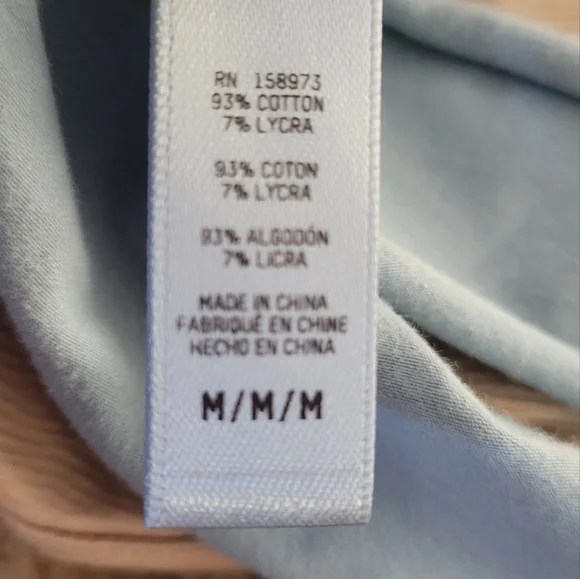 RN 158973
93% COTTON
7% LYCRA
93% COTON
7% LYCRA
93% ALGODÓN
7% LICRA
MADE IN CHINA
FABRIQUÉ EN CHINE
HECHO EN CHINA
M/M/M